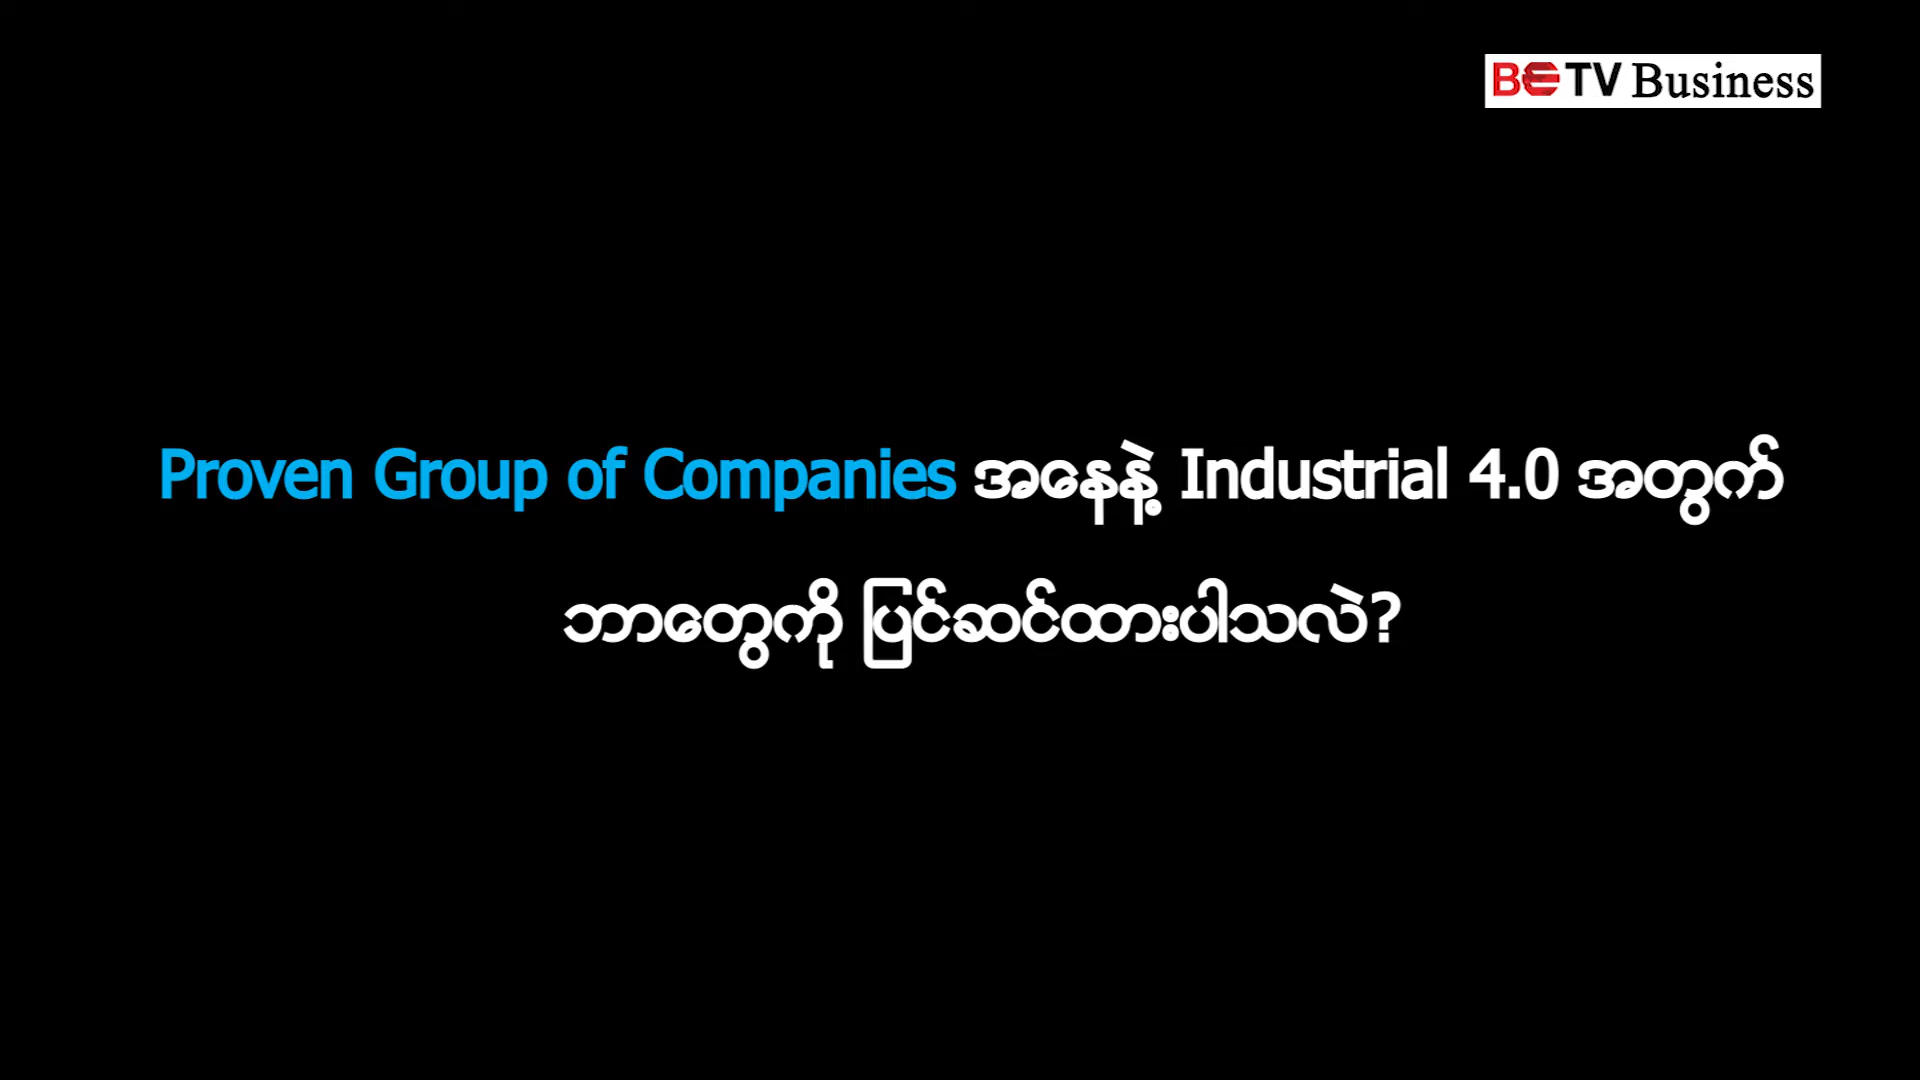 BETV Business
Proven Group of Companies အနေနဲ့ Industrial 4.0 အတွက်
ဘာတွေကို ပြင်ဆင်ထားပါသလဲ?